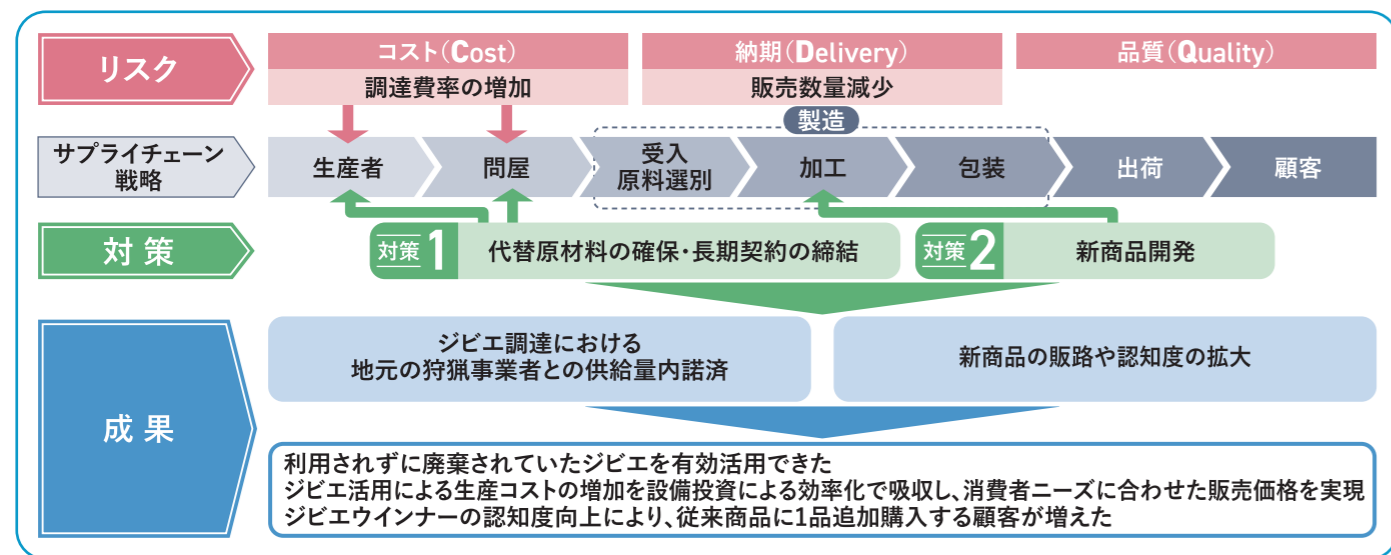 リスク
コスト(Cost)
調達費率の増加
納期(Delivery)
販売数量減少
品質(Quality)
製造
サプライチェーン
戦略
生産者
問屋
受入
原料選別
加工
包装
出荷
顧客
対策
対策1
代替原材料の確保・長期契約の締結
対策2
新商品開発
成果
ジビエ調達における
地元の狩猟事業者との供給量内諾済
新商品の販路や認知度の拡大
利用されずに廃棄されていたジビエを有効活用できた
ジビエ活用による生産コストの増加を設備投資による効率化で吸収し、消費者ニーズに合わせた販売価格を実現
ジビエウインナーの認知度向上により、従来商品に1品追加購入する顧客が増えた